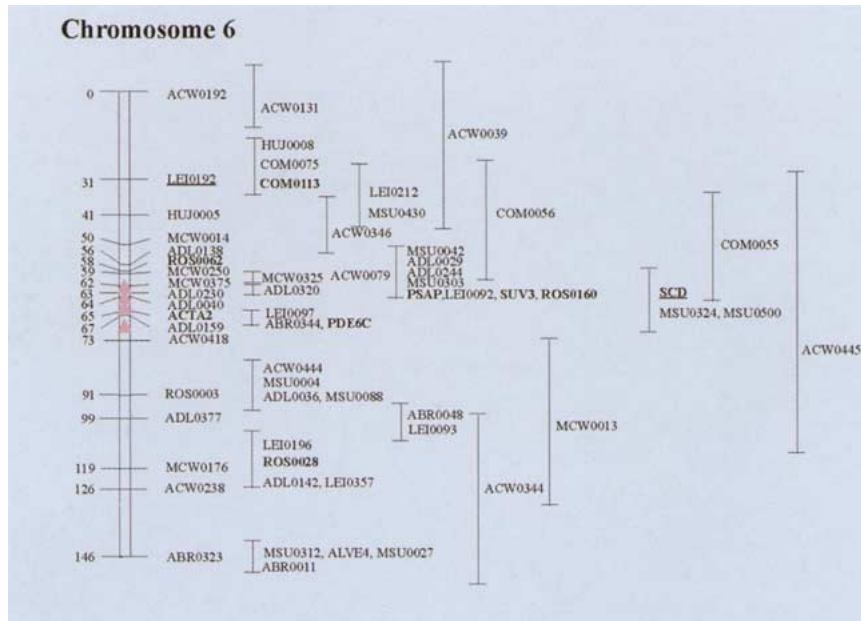 Chromosome 6
0 ACW0192
ACW0131
ACW0039
HUJ0008
COM0075
31 LEI0192 COM0113
LEI0212
41 HUJ0005 MSU0430 COM0056
ACW0346
50 MCW0014
56 ADL0138
58 ROS0062
59 MCW0250
62 MCW0375
63 ADL0230
64 ADL0040
65 ACTA2
67 ADL0159
73 ACW0418
MCW0325
ADL0320
LEI0097
ABR0344, PDE6C
ACW0079
MSU0042
ADL0029
ADL0244
MSU0303
PSAP,LEI0092, SUV3, ROS0160
COM0055
SCD
MSU0324, MSU0500
ACW0445
ACW0444
MSU0004
91 ROS0003 ADL0036, MSU0088
99 ADL0377
ABR0048
LEI0093
MCW0013
LEI0196
ROS0028
119 MCW0176
126 ACW0238 ADL0142, LEI0357
ACW0344
146 ABR0323 MSU0312, ALVE4, MSU0027
ABR0011